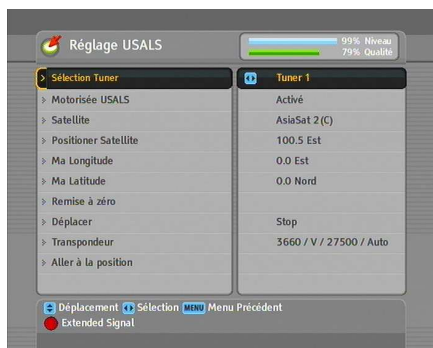 Réglage USALS
99% Niveau
79% Qualité
Sélection Tuner Tuner 1
Motorisée USALS Activé
Satellite AsiaSat 2(C)
Positioner Satellite 100.5 Est
Ma Longitude 0.0 Est
Ma Latitude 0.0 Nord
Remise à zéro
Déplacer Stop
Transpondeur 3660 / V / 27500 / Auto
Aller à la position
Déplacement Sélection MENU Menu Précédent
Extended Signal